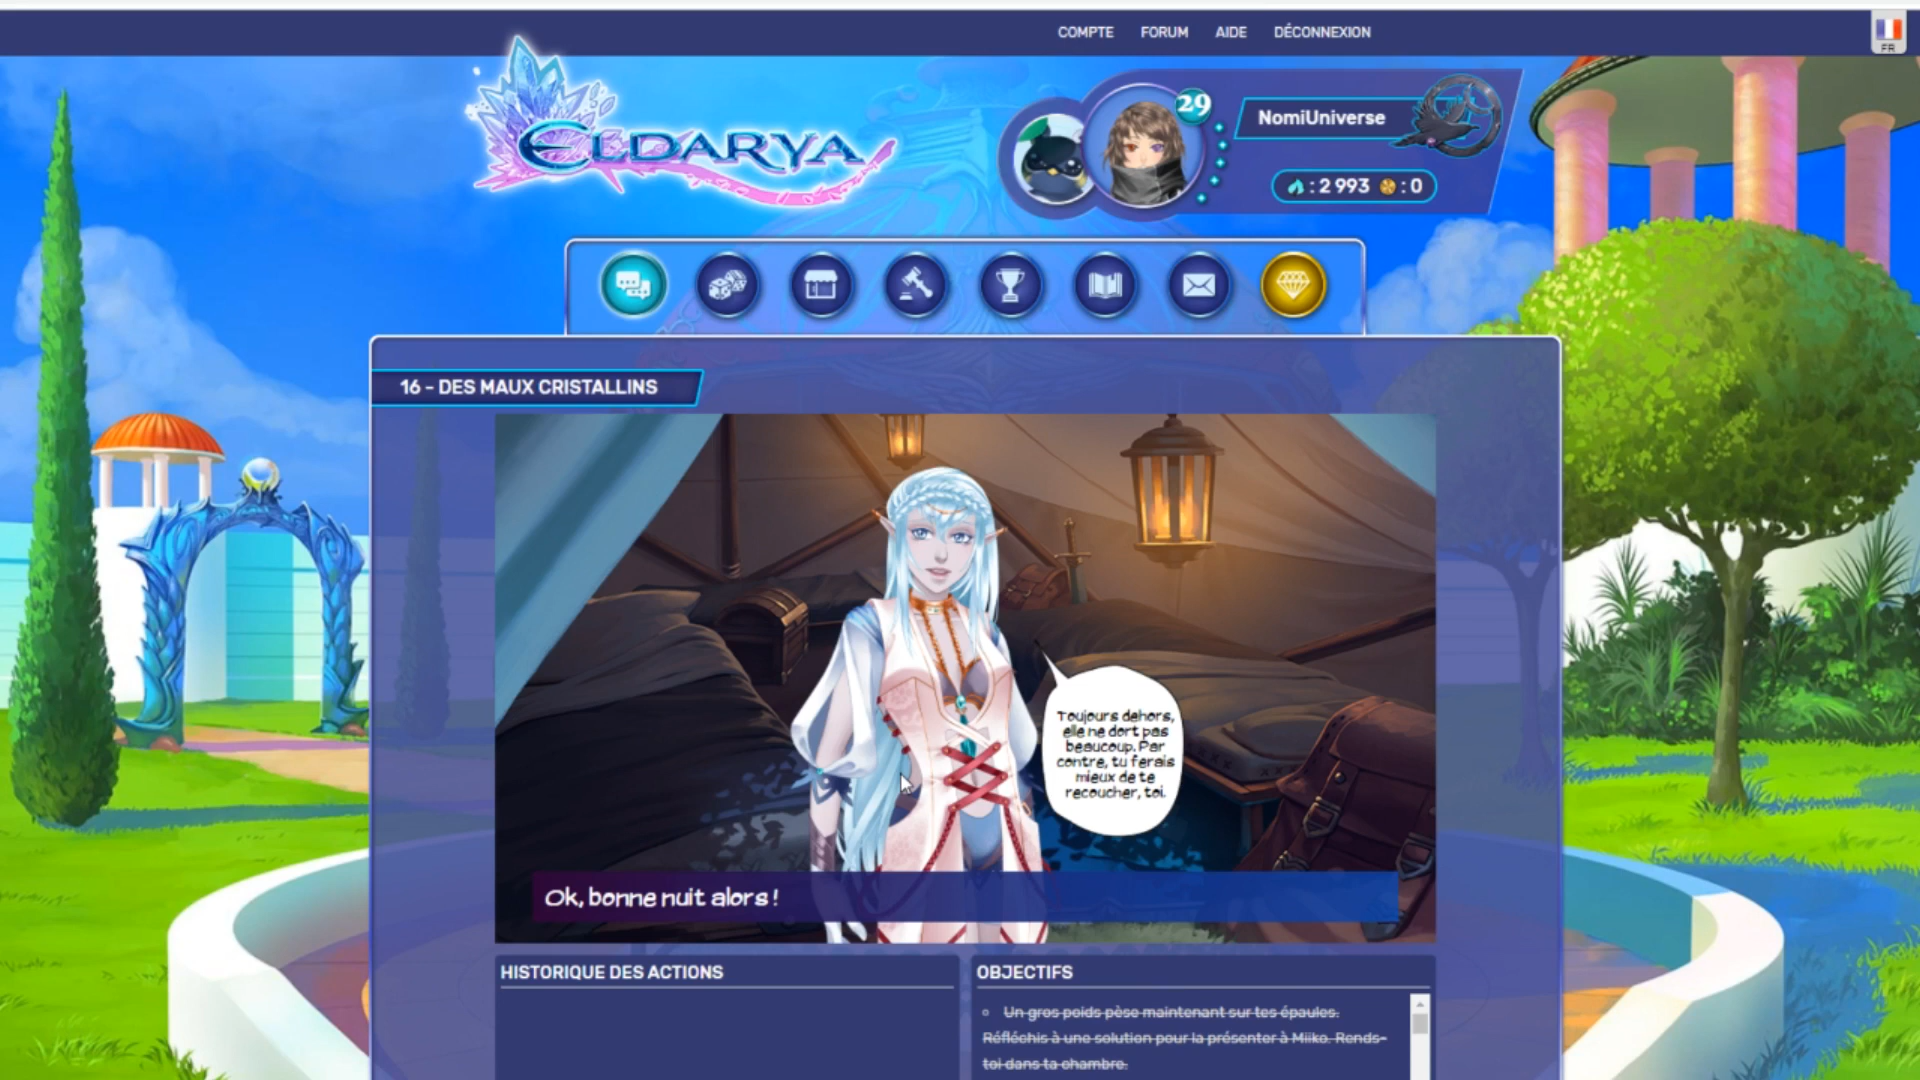 COMPTE FORUM AIDE DÉCONNEXION
FR
ELDARYA
29
NomiUniverse
: 2 993 : 0
16 - DES MAUX CRISTALLINS
Toujours dehors,
elle ne dort pas
beaucoup. Par
contre, tu ferais
mieux de te
recoucher, toi.
Ok, bonne nuit alors !
HISTORIQUE DES ACTIONS
OBJECTIFS
Un gros poids pèse maintenant sur tes épaules.
Réfléchis à une solution pour la présenter à Miiko. Rends-
toi dans ta chambre.